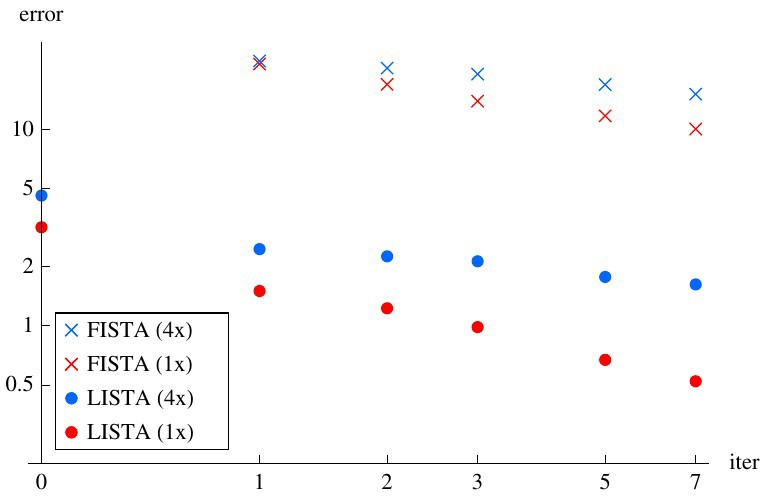 error
10
5
2
1
0.5
FISTA (4x)
FISTA (1x)
LISTA (4x)
LISTA (1x)
iter
0 1 2 3 5 7